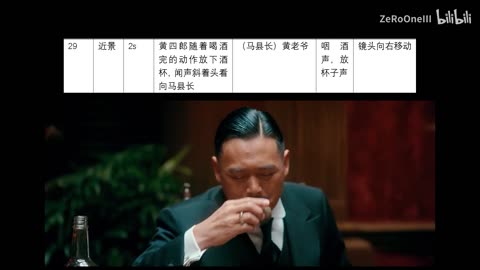 ZeRoOneIII bilibili
29 近景 2s 黄四郎随着喝酒 （马县长）黄老爷 咽酒 镜头向右移动
完的动作放下酒 声，放
杯，闻声斜着头看 杯子声
向马县长